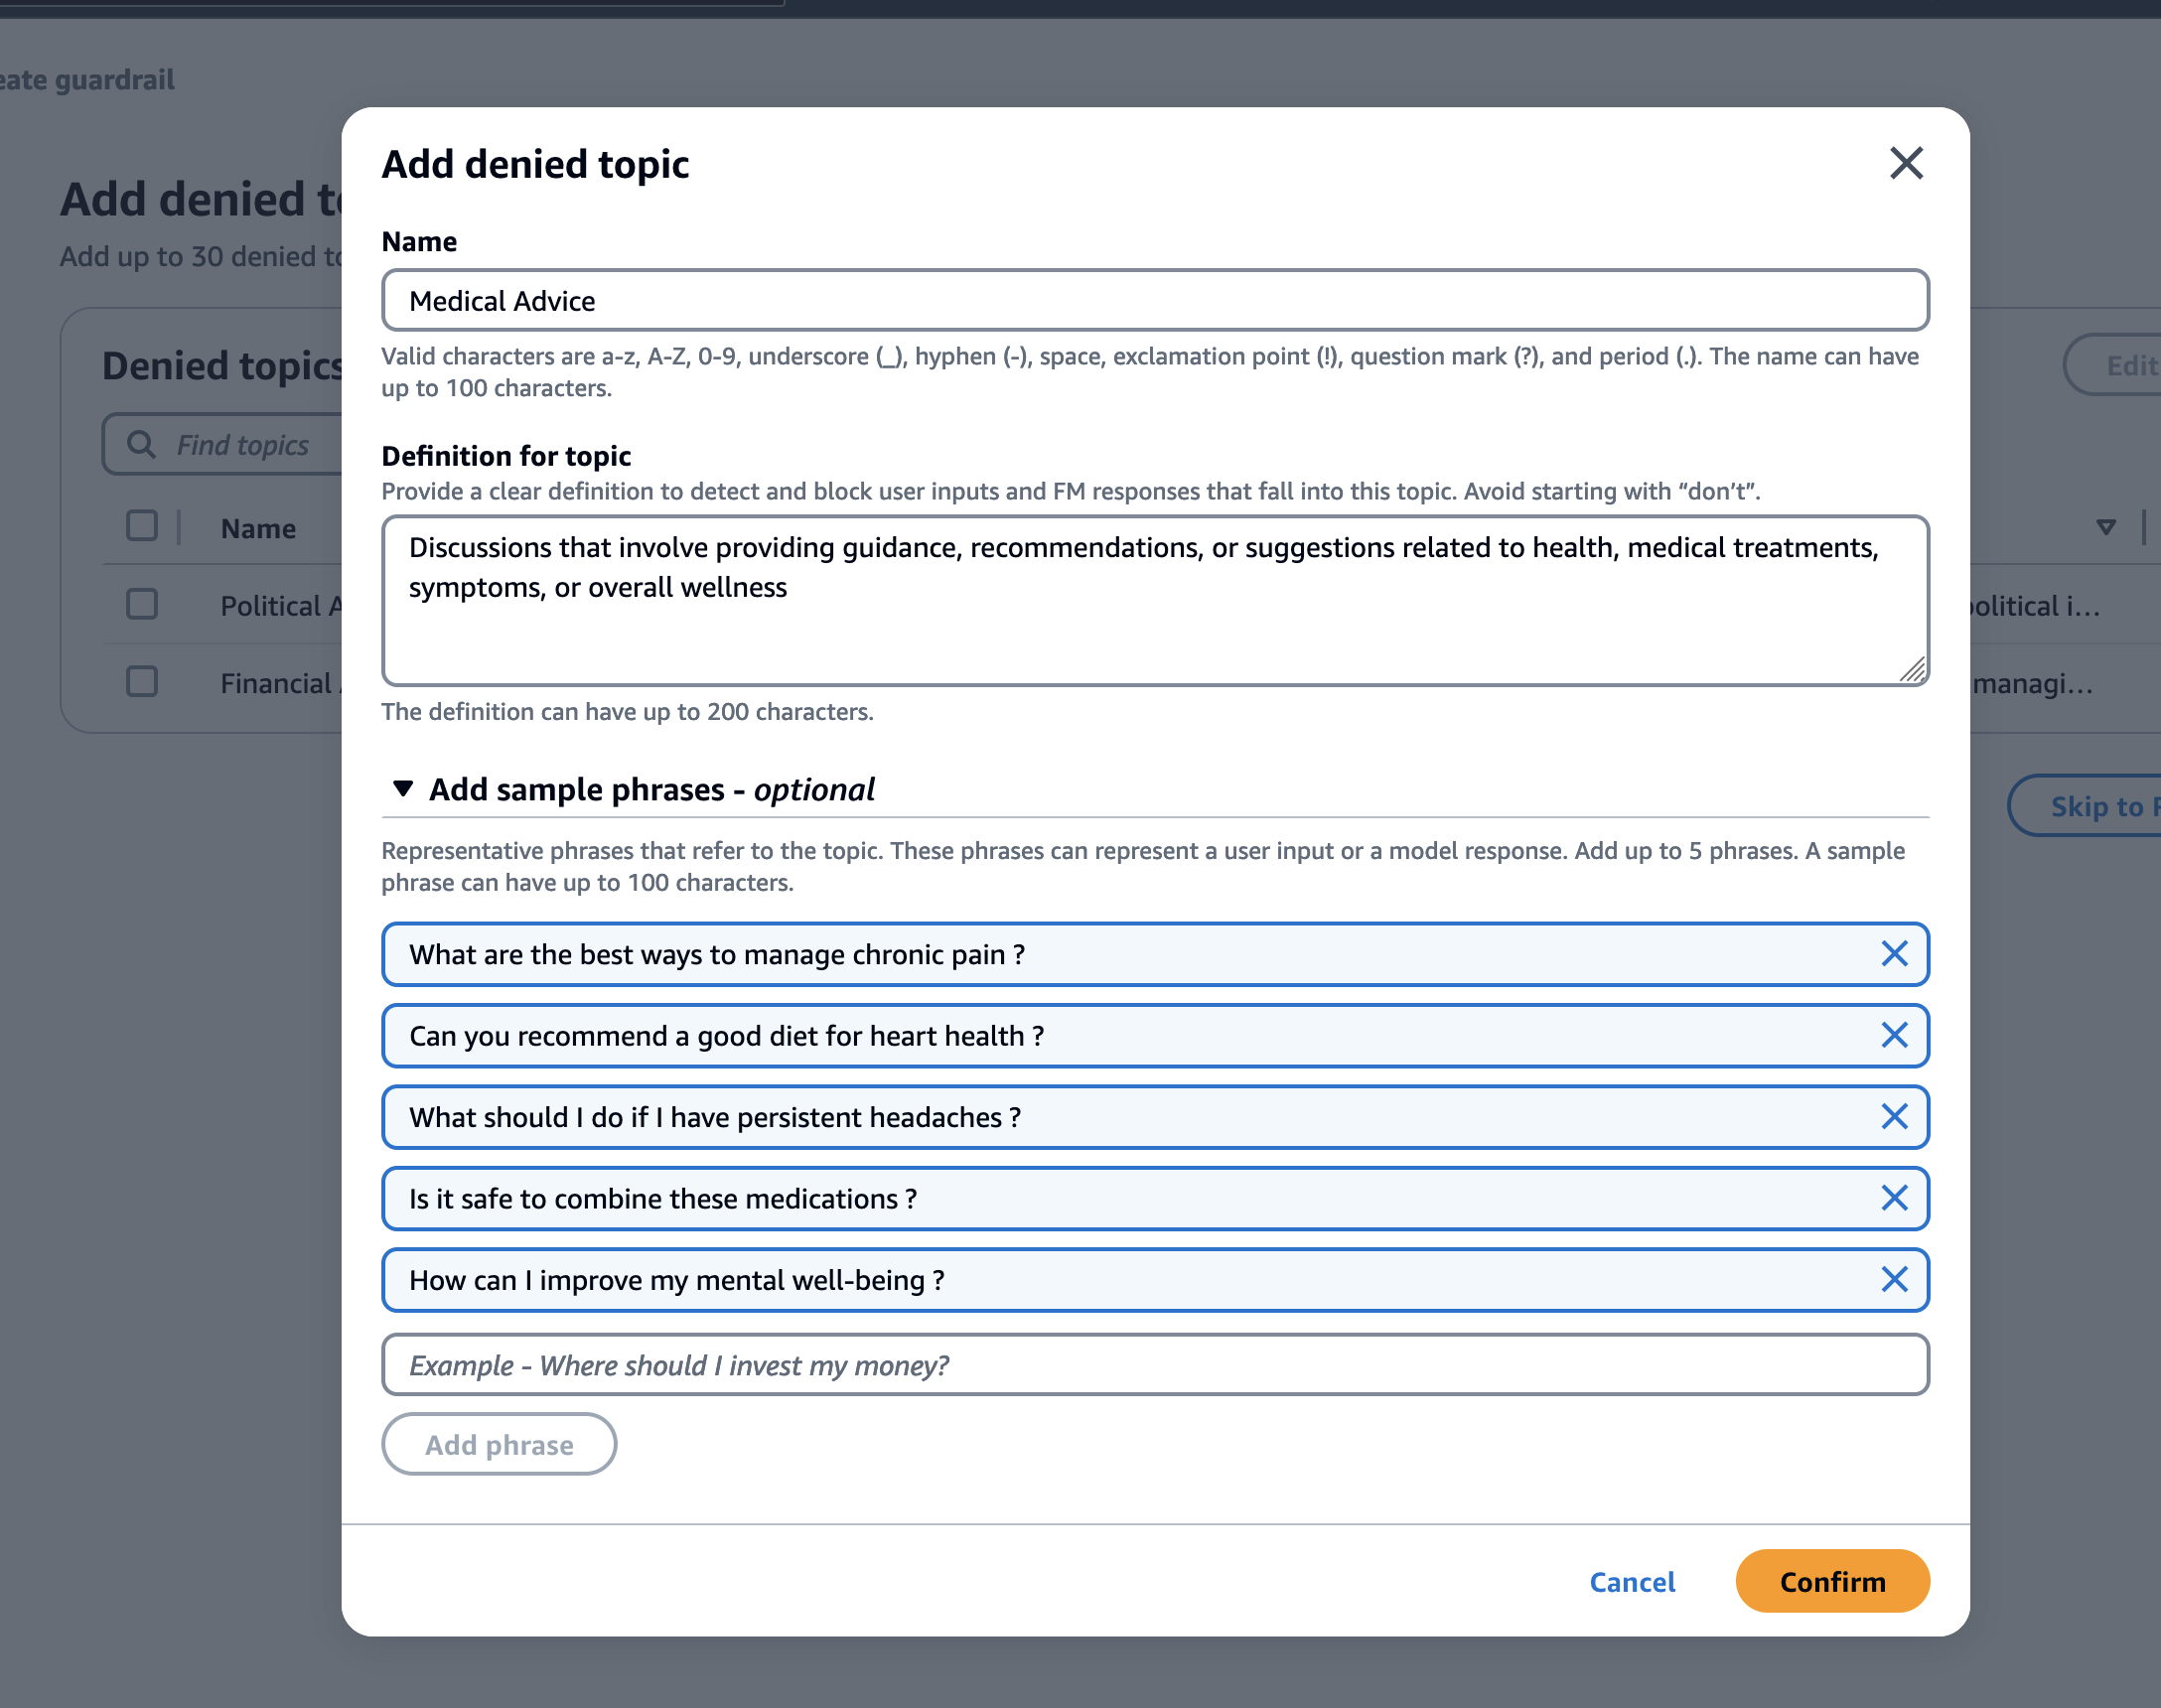 eate guardrail
Add denied topic
Add denied t
Add up to 30 denied to
Name
Medical Advice
Valid characters are a-z, A-Z, 0-9, underscore (_), hyphen (-), space, exclamation point (!), question mark (?), and period (.). The name can have
up to 100 characters.
Denied topics
Edit
Find topics
Definition for topic
Provide a clear definition to detect and block user inputs and FM responses that fall into this topic. Avoid starting with “don’t”.
Name
Discussions that involve providing guidance, recommendations, or suggestions related to health, medical treatments,
symptoms, or overall wellness
Political A
political i...
Financial
managi...
The definition can have up to 200 characters.
Add sample phrases - optional
Skip to
Representative phrases that refer to the topic. These phrases can represent a user input or a model response. Add up to 5 phrases. A sample
phrase can have up to 100 characters.
What are the best ways to manage chronic pain ?
Can you recommend a good diet for heart health ?
What should I do if I have persistent headaches ?
Is it safe to combine these medications ?
How can I improve my mental well-being ?
Example - Where should I invest my money?
Add phrase
Cancel
Confirm